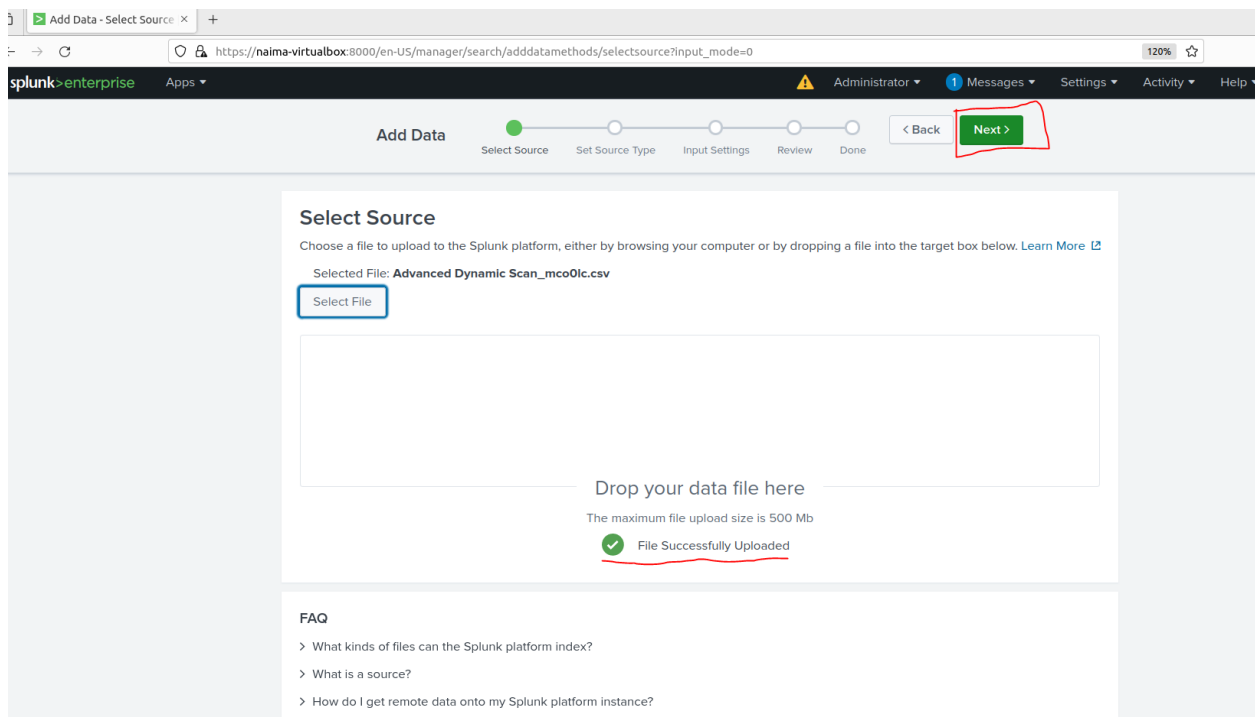 Add Data - Select Source × +
https://naima-virtualbox:8000/en-US/manager/search/adddatamethods/selectsource?input_mode=0 120%
splunk>enterprise Apps Administrator 1 Messages Settings Activity Help
Add Data
Select Source Set Source Type Input Settings Review Done
< Back Next >
Select Source
Choose a file to upload to the Splunk platform, either by browsing your computer or by dropping a file into the target box below. Learn More
Selected File: Advanced Dynamic Scan_mco0lc.csv
Select File
Drop your data file here
The maximum file upload size is 500 Mb
File Successfully Uploaded
FAQ
> What kinds of files can the Splunk platform index?
> What is a source?
> How do I get remote data onto my Splunk platform instance?